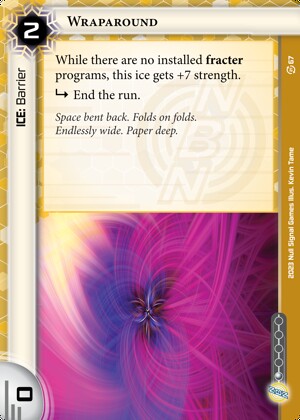 2
WRAPAROUND
ICE: Barrier
While there are no installed fracter
programs, this ice gets +7 strength.
↳ End the run.
Space bent back. Folds on folds.
Endlessly wide. Paper deep.
NBN
67
2023 Null Signal Games Illus. Kevin Tame
0